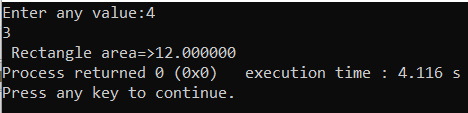 Enter any value:4
3
 Rectangle area=>12.000000
Process returned 0 (0x0)   execution time : 4.116 s
Press any key to continue.